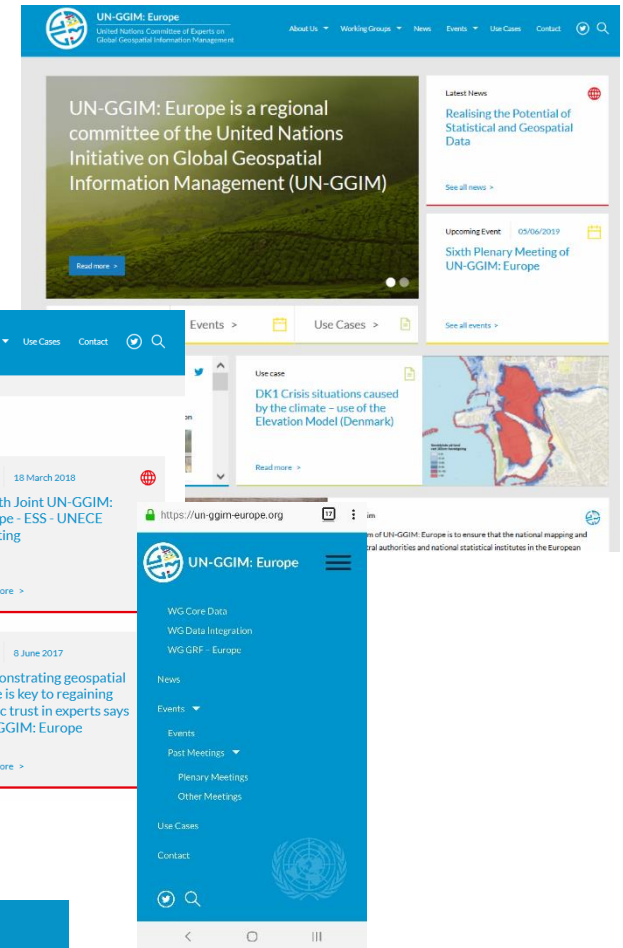 UN-GGIM: Europe
United Nations Committee of Experts on
Global Geospatial Information Management
About Us
Working Groups
News
Events
Use Cases
Contact
UN-GGIM: Europe is a regional
committee of the United Nations
Initiative on Global Geospatial
Information Management (UN-GGIM)
Read more >
Latest News
Realising the Potential of
Statistical and Geospatial
Data
See all news >
Upcoming Event 05/06/2019
Sixth Plenary Meeting of
UN-GGIM: Europe
See all events >
Events >
Use Cases >
Use case
DK1 Crisis situations caused
by the climate – use of the
Elevation Model (Denmark)
Read more >
Use Cases
Contact
18 March 2018
th Joint UN-GGIM:
pe - ESS - UNECE
ting
ore >
8 June 2017
onstrating geospatial
e is key to regaining
c trust in experts says
GGIM: Europe
ore >
im
m of UN-GGIM: Europe is to ensure that the national mapping and
tral authorities and national statistical institutes in the European
https://un-ggim-europe.org
17
UN-GGIM: Europe
WG Core Data
WG Data Integration
WG GRF – Europe
News
Events
Events
Past Meetings
Plenary Meetings
Other Meetings
Use Cases
Contact